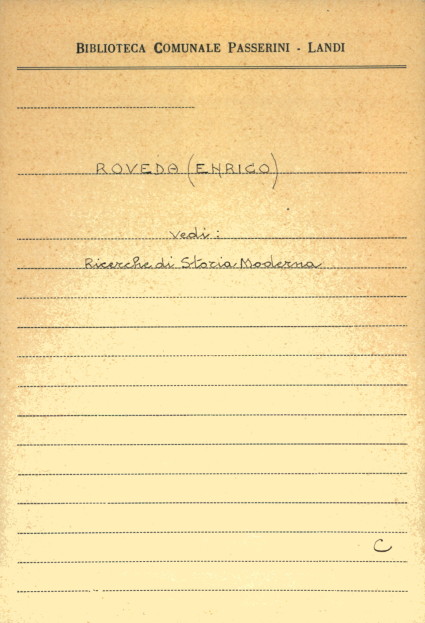 BIBLIOTECA COMUNALE PASSERINI - LANDI
ROVEDA (ENRICO)
vedi:
Ricerche di Storia Moderna
C